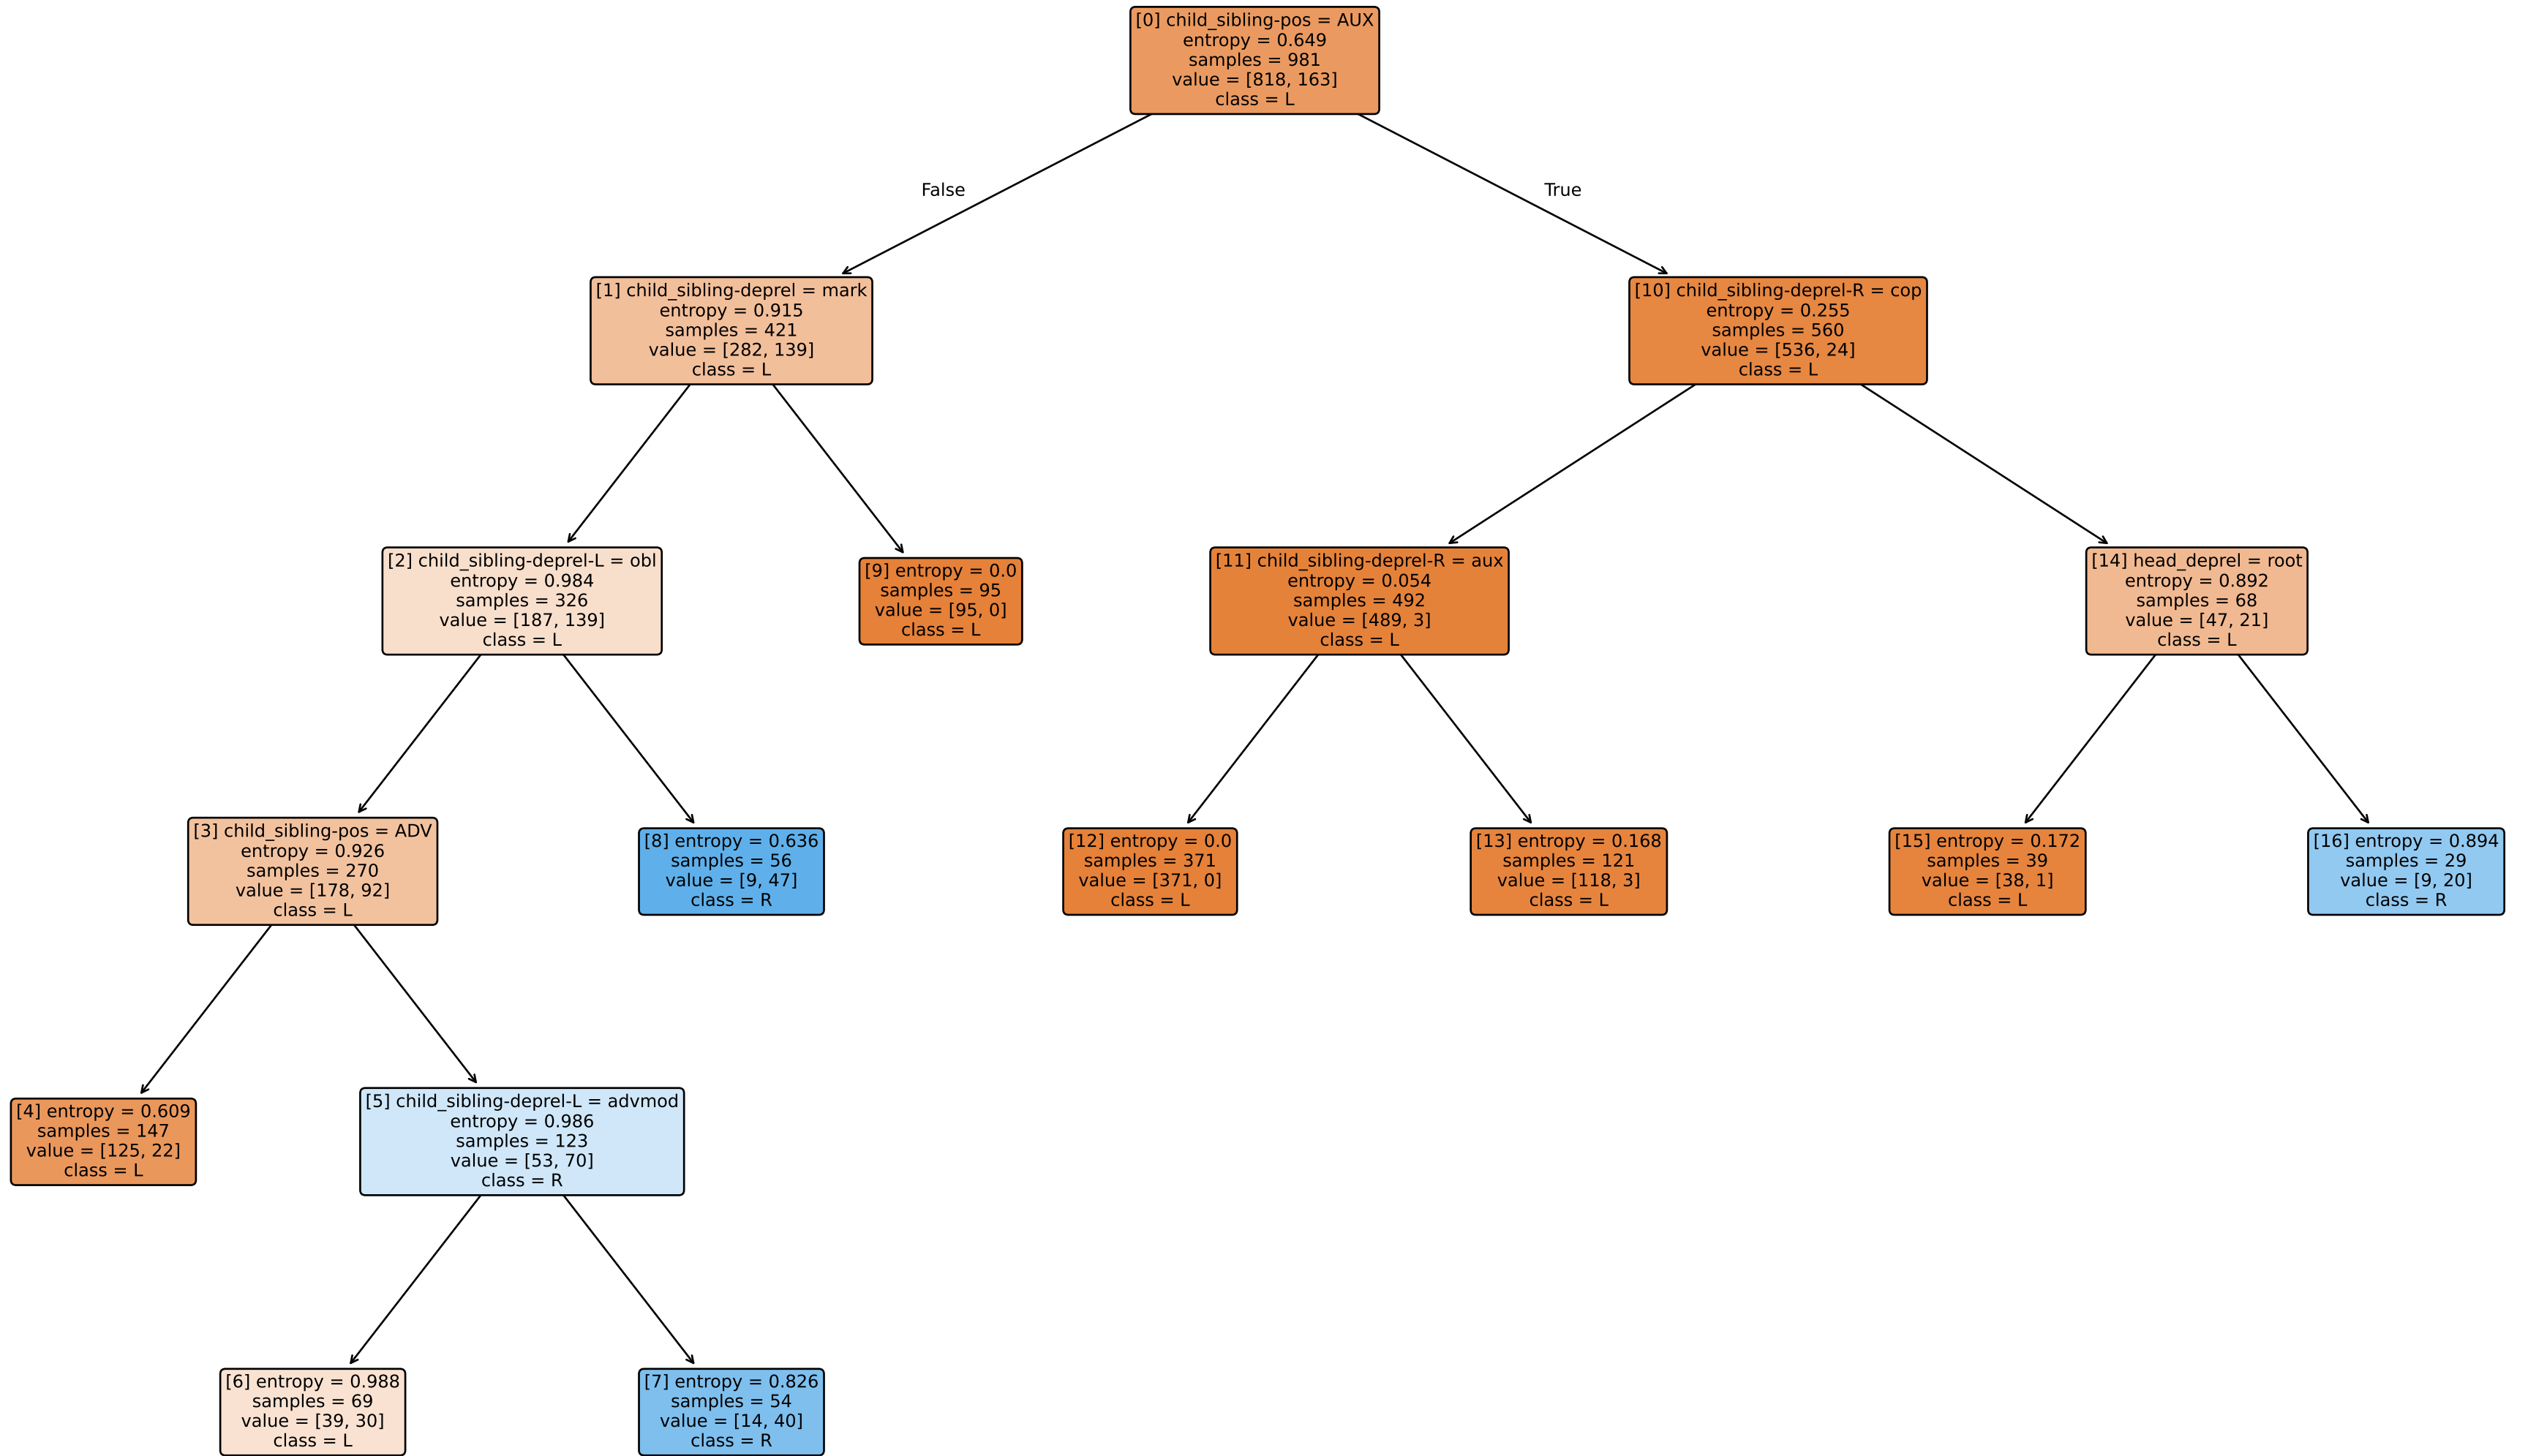 [0] child_sibling-pos = AUX
entropy = 0.649
samples = 981
value = [818, 163]
class = L
False
True
[1] child_sibling-deprel = mark
entropy = 0.915
samples = 421
value = [282, 139]
class = L
[10] child_sibling-deprel-R = cop
entropy = 0.255
samples = 560
value = [536, 24]
class = L
[2] child_sibling-deprel-L = obl
entropy = 0.984
samples = 326
value = [187, 139]
class = L
[9] entropy = 0.0
samples = 95
value = [95, 0]
class = L
[11] child_sibling-deprel-R = aux
entropy = 0.054
samples = 492
value = [489, 3]
class = L
[14] head_deprel = root
entropy = 0.892
samples = 68
value = [47, 21]
class = L
[3] child_sibling-pos = ADV
entropy = 0.926
samples = 270
value = [178, 92]
class = L
[8] entropy = 0.636
samples = 56
value = [9, 47]
class = R
[12] entropy = 0.0
samples = 371
value = [371, 0]
class = L
[13] entropy = 0.168
samples = 121
value = [118, 3]
class = L
[15] entropy = 0.172
samples = 39
value = [38, 1]
class = L
[16] entropy = 0.894
samples = 29
value = [9, 20]
class = R
[4] entropy = 0.609
samples = 147
value = [125, 22]
class = L
[5] child_sibling-deprel-L = advmod
entropy = 0.986
samples = 123
value = [53, 70]
class = R
[6] entropy = 0.988
samples = 69
value = [39, 30]
class = L
[7] entropy = 0.826
samples = 54
value = [14, 40]
class = R